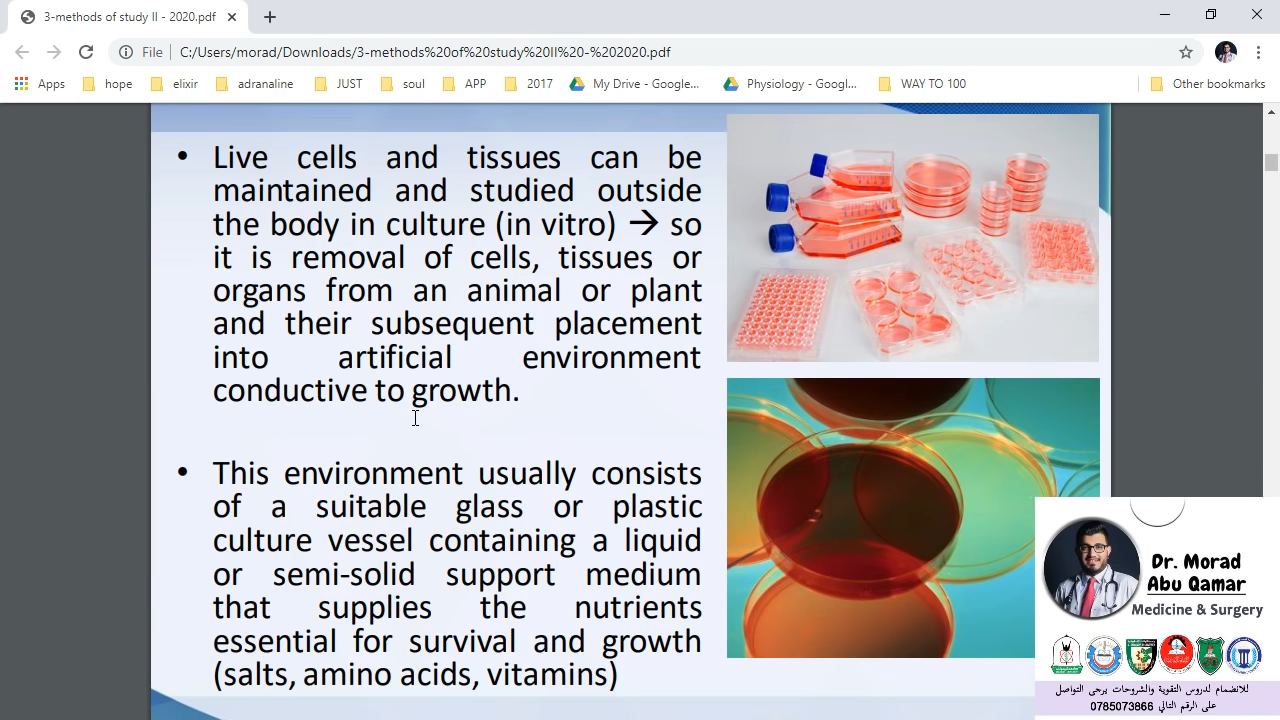 3-methods of study II - 2020.pdf
File
C:/Users/morad/Downloads/3-methods%20of%20study%20II%20-%202020.pdf
Apps hope elixir adranaline JUST soul APP 2017 My Drive - Google... Physiology - Googl... WAY TO 100 Other bookmarks
• Live cells and tissues can be
maintained and studied outside
the body in culture (in vitro) → so
it is removal of cells, tissues or
organs from an animal or plant
and their subsequent placement
into artificial environment
conductive to growth.
• This environment usually consists
of a suitable glass or plastic
culture vessel containing a liquid
or semi-solid support medium
that supplies the nutrients
essential for survival and growth
(salts, amino acids, vitamins)
Dr. Morad
Abu Qamar
Medicine & Surgery
للانضمام لدروس التقوية والشروحات يرجى التواصل
على الرقم التالي 0785073866